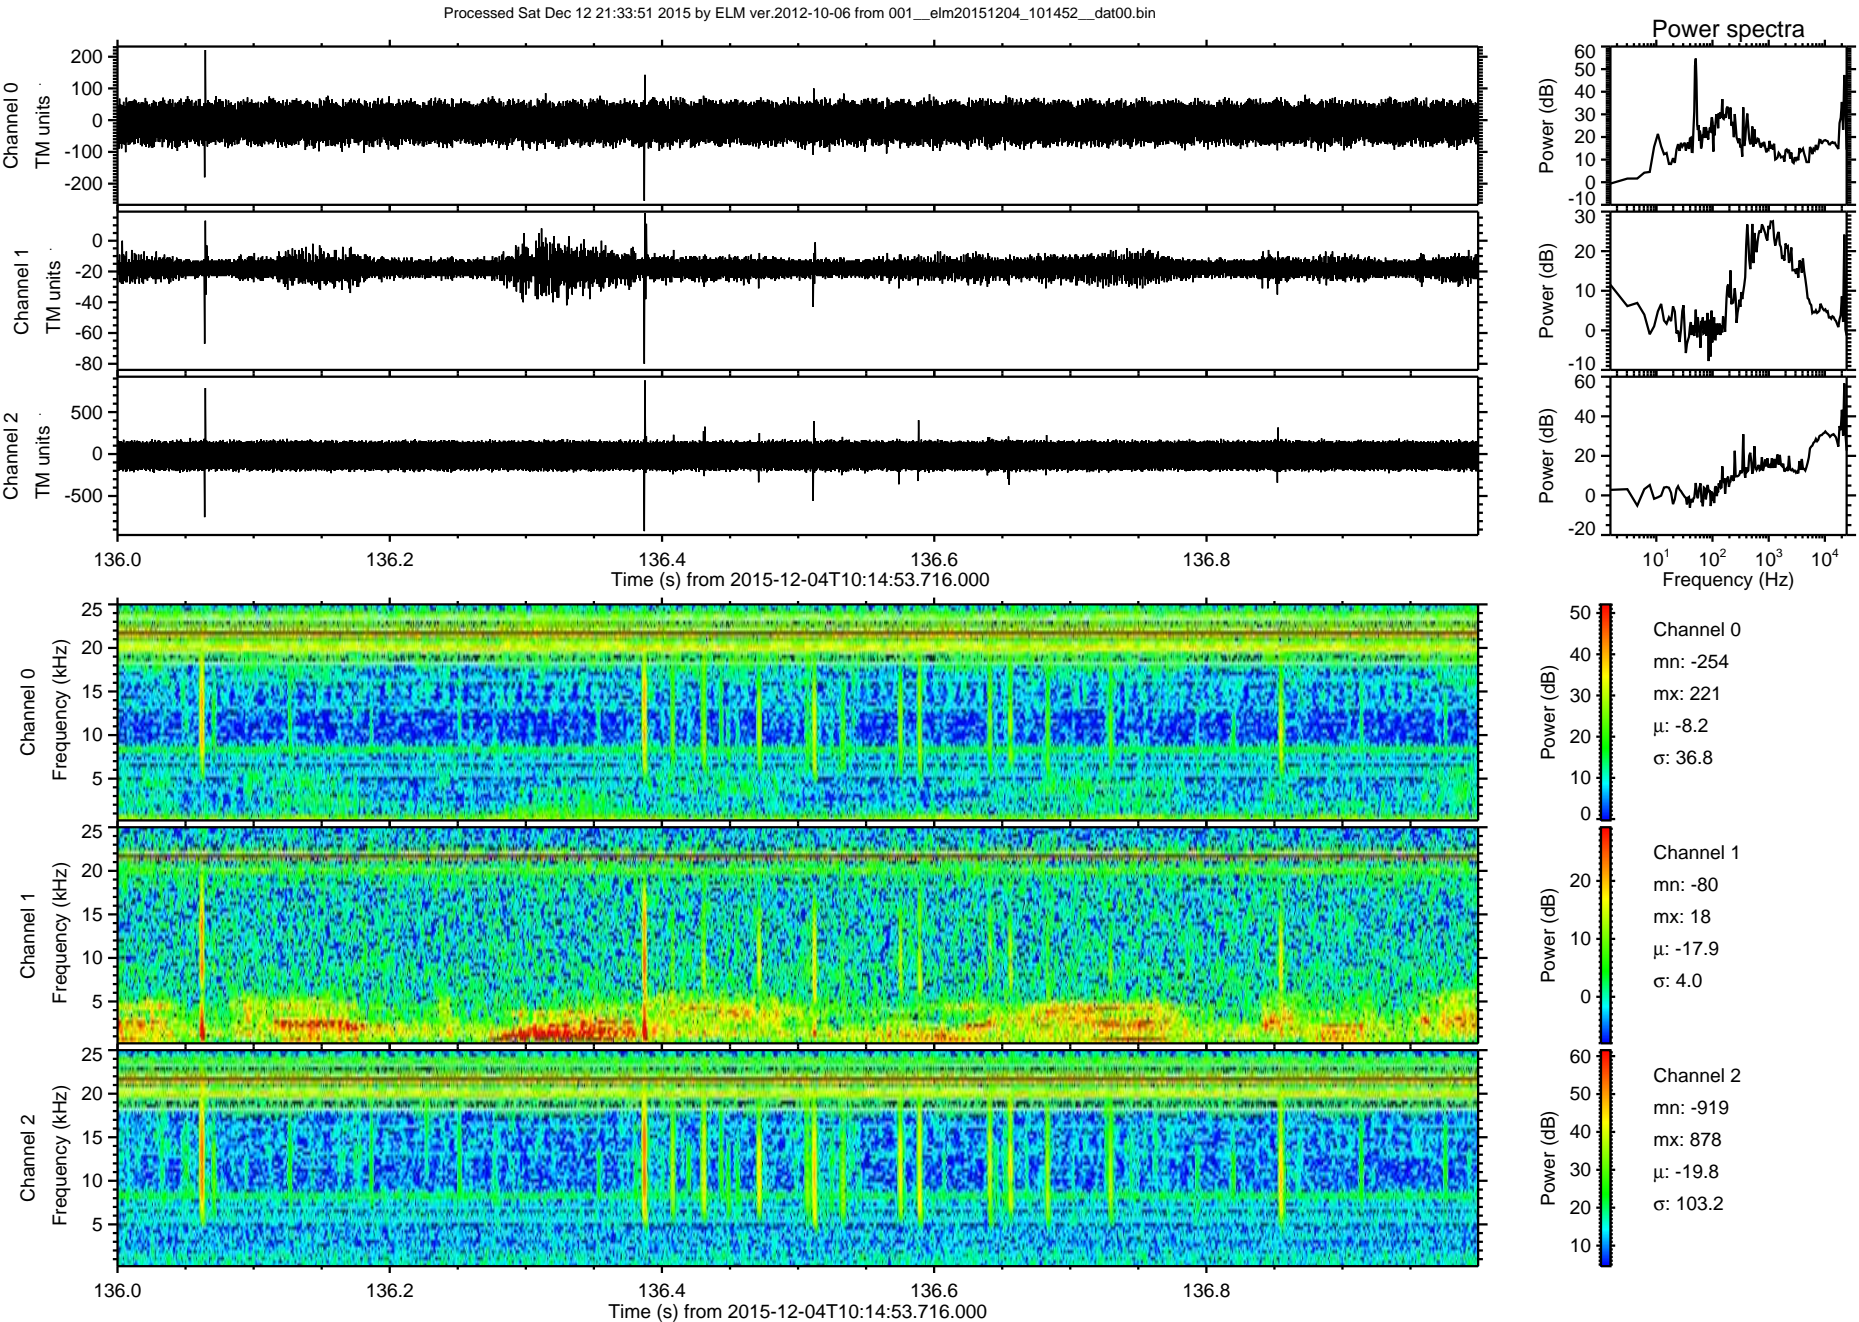 Processed Sat Dec 12 21:33:51 2015 by ELM ver.2012-10-06 from 001__elm20151204_101452__dat00.bin
Power spectra
Channel 0
TM units
200
100
0
-100
-200
Power (dB)
60
50
40
30
20
10
0
-10
Channel 1
TM units
0
-20
-40
-60
-80
Power (dB)
30
20
10
0
-10
Channel 2
TM units
500
0
-500
Power (dB)
60
40
20
0
-20
136.0 136.2 136.4 136.6 136.8
Time (s) from 2015-12-04T10:14:53.716.000
10^1 10^2 10^3 10^4
Frequency (Hz)
Channel 0
Frequency (kHz)
25
20
15
10
5
Power (dB)
50
40
30
20
10
0
Channel 0
mn: -254
mx: 221
μ: -8.2
σ: 36.8
Channel 1
Frequency (kHz)
25
20
15
10
5
Power (dB)
20
10
0
Channel 1
mn: -80
mx: 18
μ: -17.9
σ: 4.0
Channel 2
Frequency (kHz)
25
20
15
10
5
Power (dB)
60
50
40
30
20
10
Channel 2
mn: -919
mx: 878
μ: -19.8
σ: 103.2
136.0 136.2 136.4 136.6 136.8
Time (s) from 2015-12-04T10:14:53.716.000